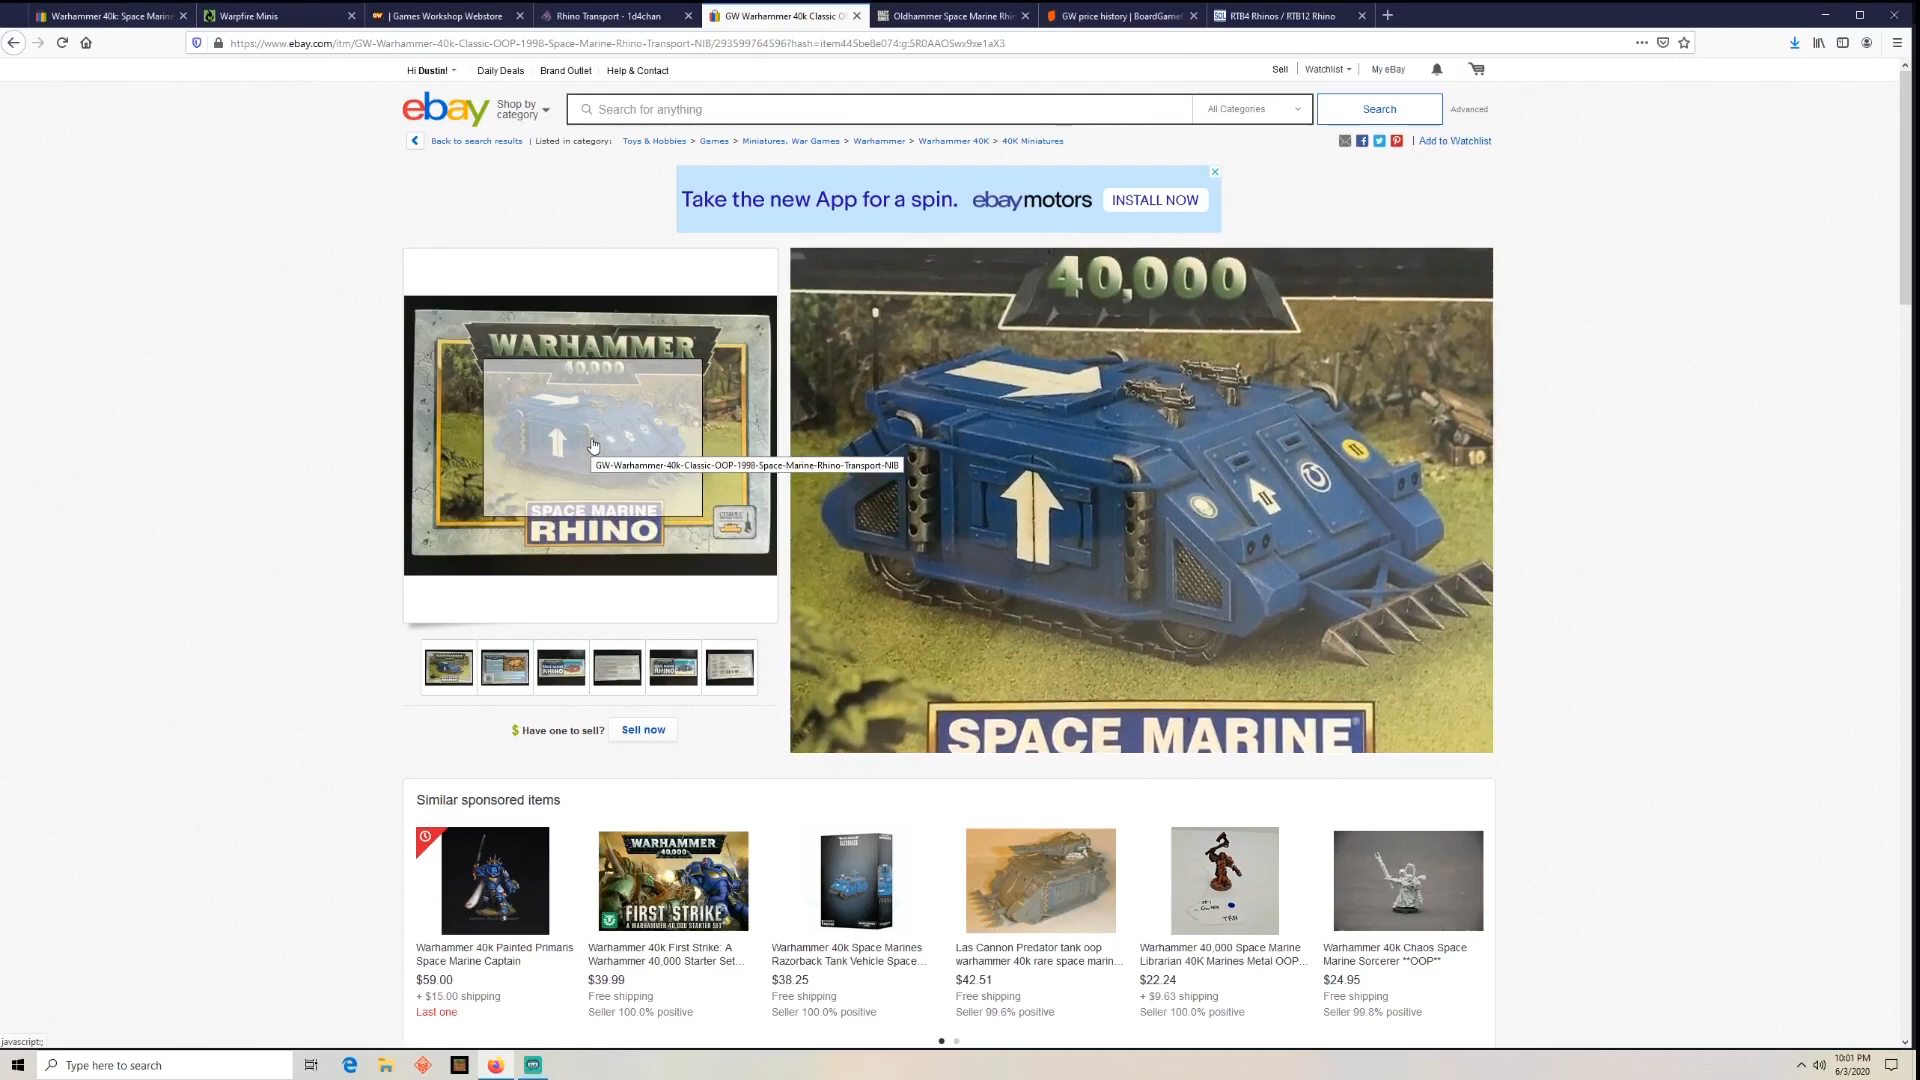 Warhammer 40k: Space Marine
Warpfire Minis
| Games Workshop Webstore
Rhino Transport - 1d4chan
GW Warhammer 40k Classic O
Oldhammer Space Marine Rhin
GW price history | BoardGameG
RTB4 Rhinos / RTB12 Rhino
https://www.ebay.com/itm/GW-Warhammer-40k-Classic-OOP-1998-Space-Marine-Rhino-Transport-NIB/293599764596?hash=item445be8e074:g:5R0AAOSwx9xe1aX3
Hi Dustin!
Daily Deals
Brand Outlet
Help & Contact
Sell
Watchlist
My eBay
ebay
Shop by
category
Search for anything
All Categories
Search
Advanced
Back to search results | Listed in category:
Toys & Hobbies > Games > Miniatures, War Games > Warhammer > Warhammer 40K > 40K Miniatures
| Add to Watchlist
Take the new App for a spin.
ebaymotors
INSTALL NOW
WARHAMMER
40,000
SPACE MARINE
RHINO
40,000
10
SPACE MARINE
GW-Warhammer-40k-Classic-OOP-1998-Space-Marine-Rhino-Transport-NIB
$ Have one to sell?
Sell now
Similar sponsored items
WARHAMMER
40,000
FIRST STRIKE
A WARHAMMER 40,000 STARTER SET
Warhammer 40k Painted Primaris
Space Marine Captain
$59.00
+ $15.00 shipping
Last one
Warhammer 40k First Strike: A
Warhammer 40,000 Starter Set...
$39.99
Free shipping
Seller 100.0% positive
Warhammer 40k Space Marines
Razorback Tank Vehicle Space...
$38.25
Free shipping
Seller 100.0% positive
Las Cannon Predator tank oop
warhammer 40k rare space marin...
$42.51
Free shipping
Seller 99.6% positive
Warhammer 40,000 Space Marine
Librarian 40K Marines Metal OOP...
$22.24
+ $9.63 shipping
Seller 100.0% positive
Warhammer 40k Chaos Space
Marine Sorcerer **OOP**
$24.95
Free shipping
Seller 99.8% positive
javascript:;
Type here to search
10:01 PM
6/3/2020